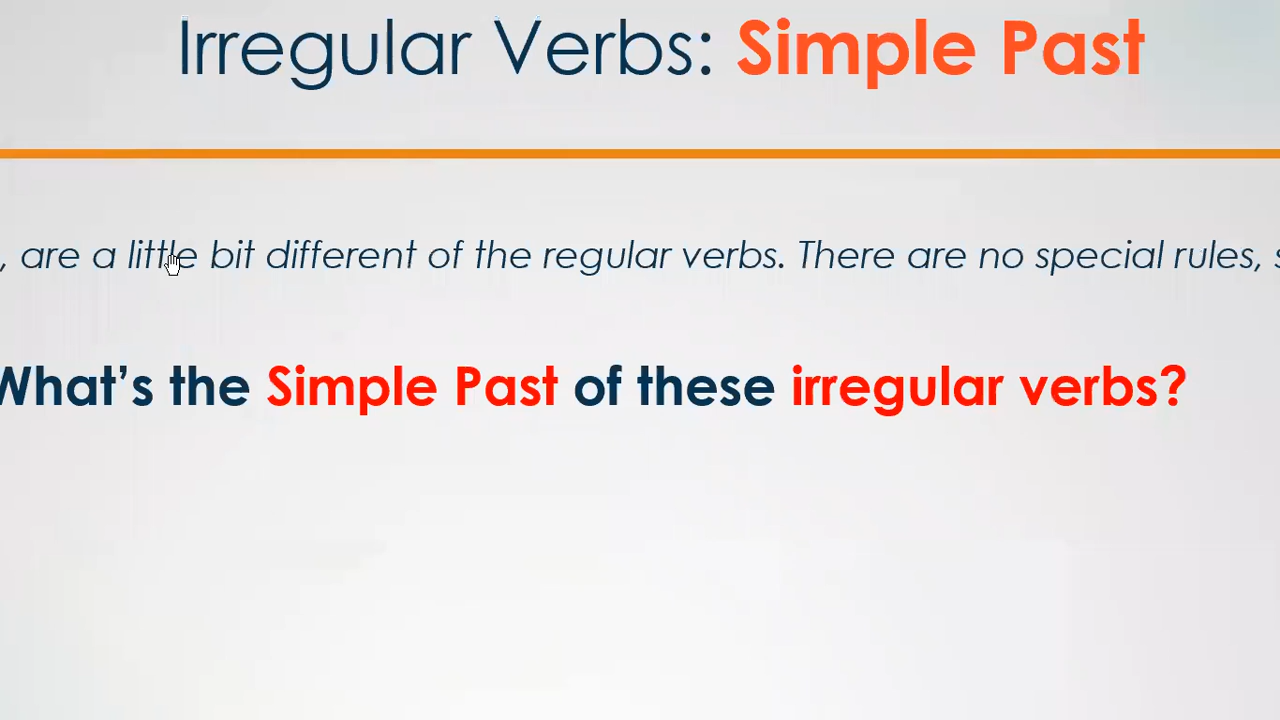 Irregular Verbs: Simple Past
, are a little bit different of the regular verbs. There are no special rules,
What’s the Simple Past of these irregular verbs?